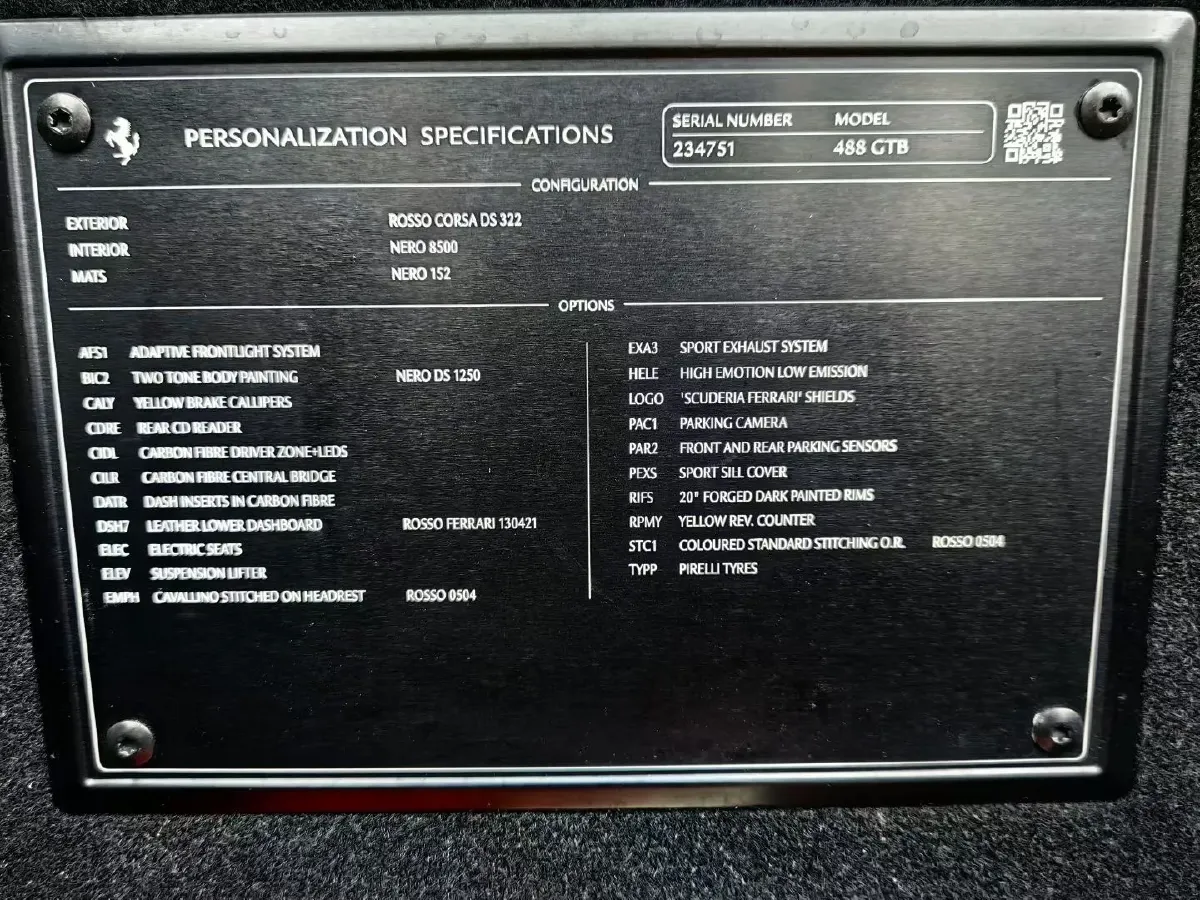 PERSONALIZATION SPECIFICATIONS
SERIAL NUMBER MODEL
234751 488 GTB
CONFIGURATION
EXTERIOR ROSSO CORSA DS 322
INTERIOR NERO 8500
MATS NERO 152
OPTIONS
AFS1 ADAPTIVE FRONTLIGHT SYSTEM
BIC2 TWO TONE BODY PAINTING NERO DS 1250
CALY YELLOW BRAKE CALLIPERS
CDRE REAR CD READER
CIDL CARBON FIBRE DRIVER ZONE+LEDS
CILR CARBON FIBRE CENTRAL BRIDGE
DATR DASH INSERTS IN CARBON FIBRE
DSH7 LEATHER LOWER DASHBOARD ROSSO FERRARI 130421
ELEC ELECTRIC SEATS
ELEV SUSPENSION LIFTER
EMPH CAVALLINO STITCHED ON HEADREST ROSSO 0504
EXA3 SPORT EXHAUST SYSTEM
HELE HIGH EMOTION LOW EMISSION
LOGO 'SCUDERIA FERRARI' SHIELDS
PAC1 PARKING CAMERA
PAR2 FRONT AND REAR PARKING SENSORS
PEXS SPORT SILL COVER
RIF5 20" FORGED DARK PAINTED RIMS
RPMY YELLOW REV. COUNTER
STC1 COLOURED STANDARD STITCHING O.R. ROSSO 0504
TYPP PIRELLI TYRES